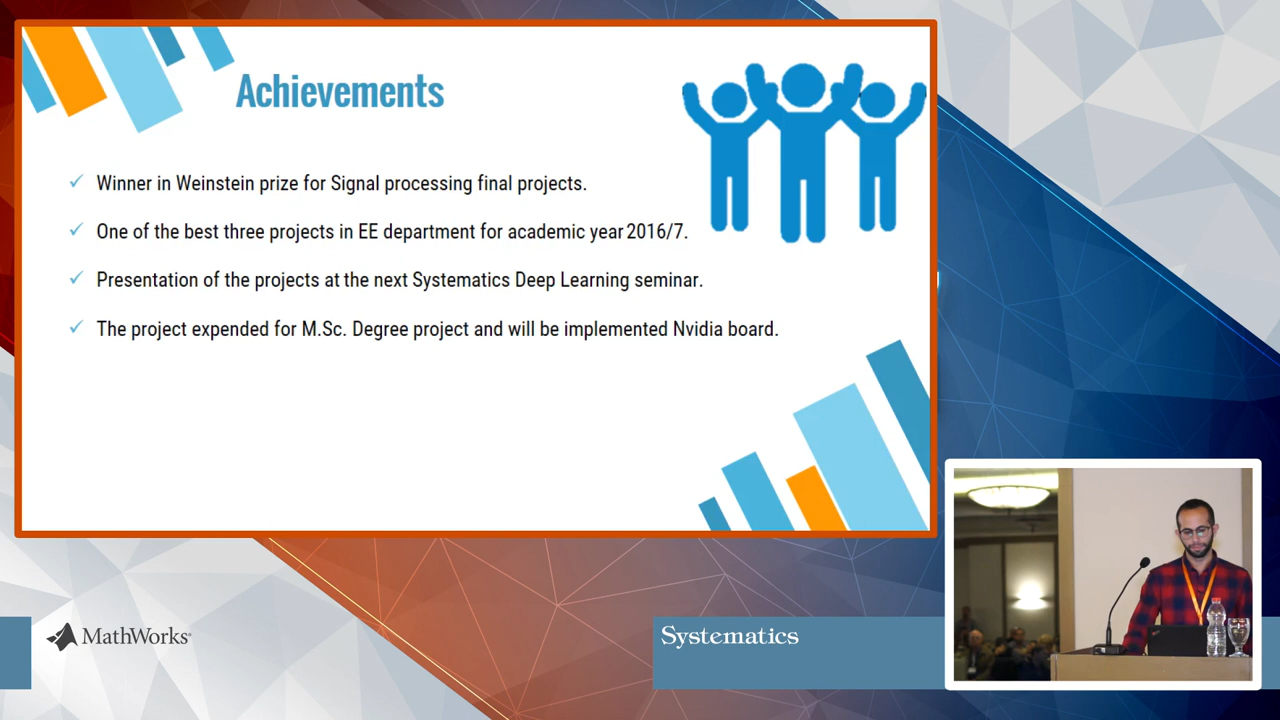 Achievements
Winner in Weinstein prize for Signal processing final projects.
One of the best three projects in EE department for academic year 2016/7.
Presentation of the projects at the next Systematics Deep Learning seminar.
The project expended for M.Sc. Degree project and will be implemented Nvidia board.
MathWorks®
Systematics